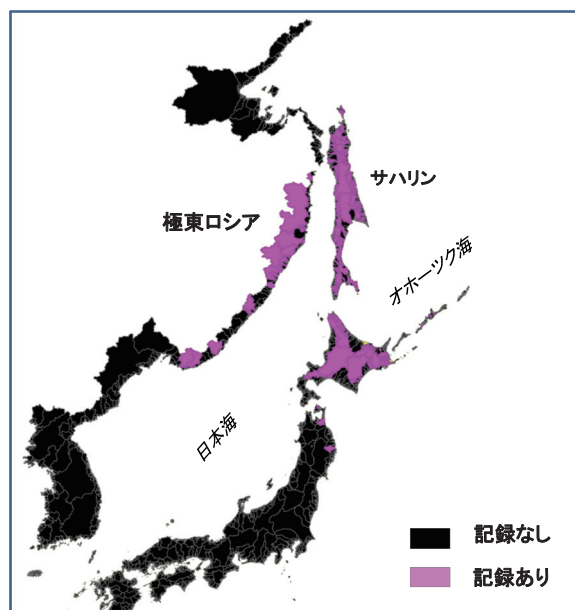 サハリン
極東ロシア
オホーツク海
日本海
記録なし
記録あり